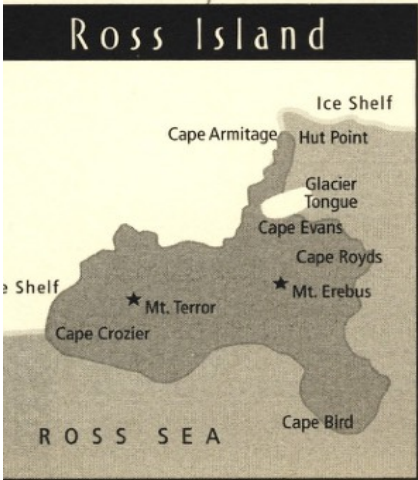 Ross Island
Ice Shelf
Cape Armitage
Hut Point
Glacier
Tongue
Cape Evans
Cape Royds
e Shelf
Mt. Erebus
Mt. Terror
Cape Crozier
Cape Bird
ROSS SEA